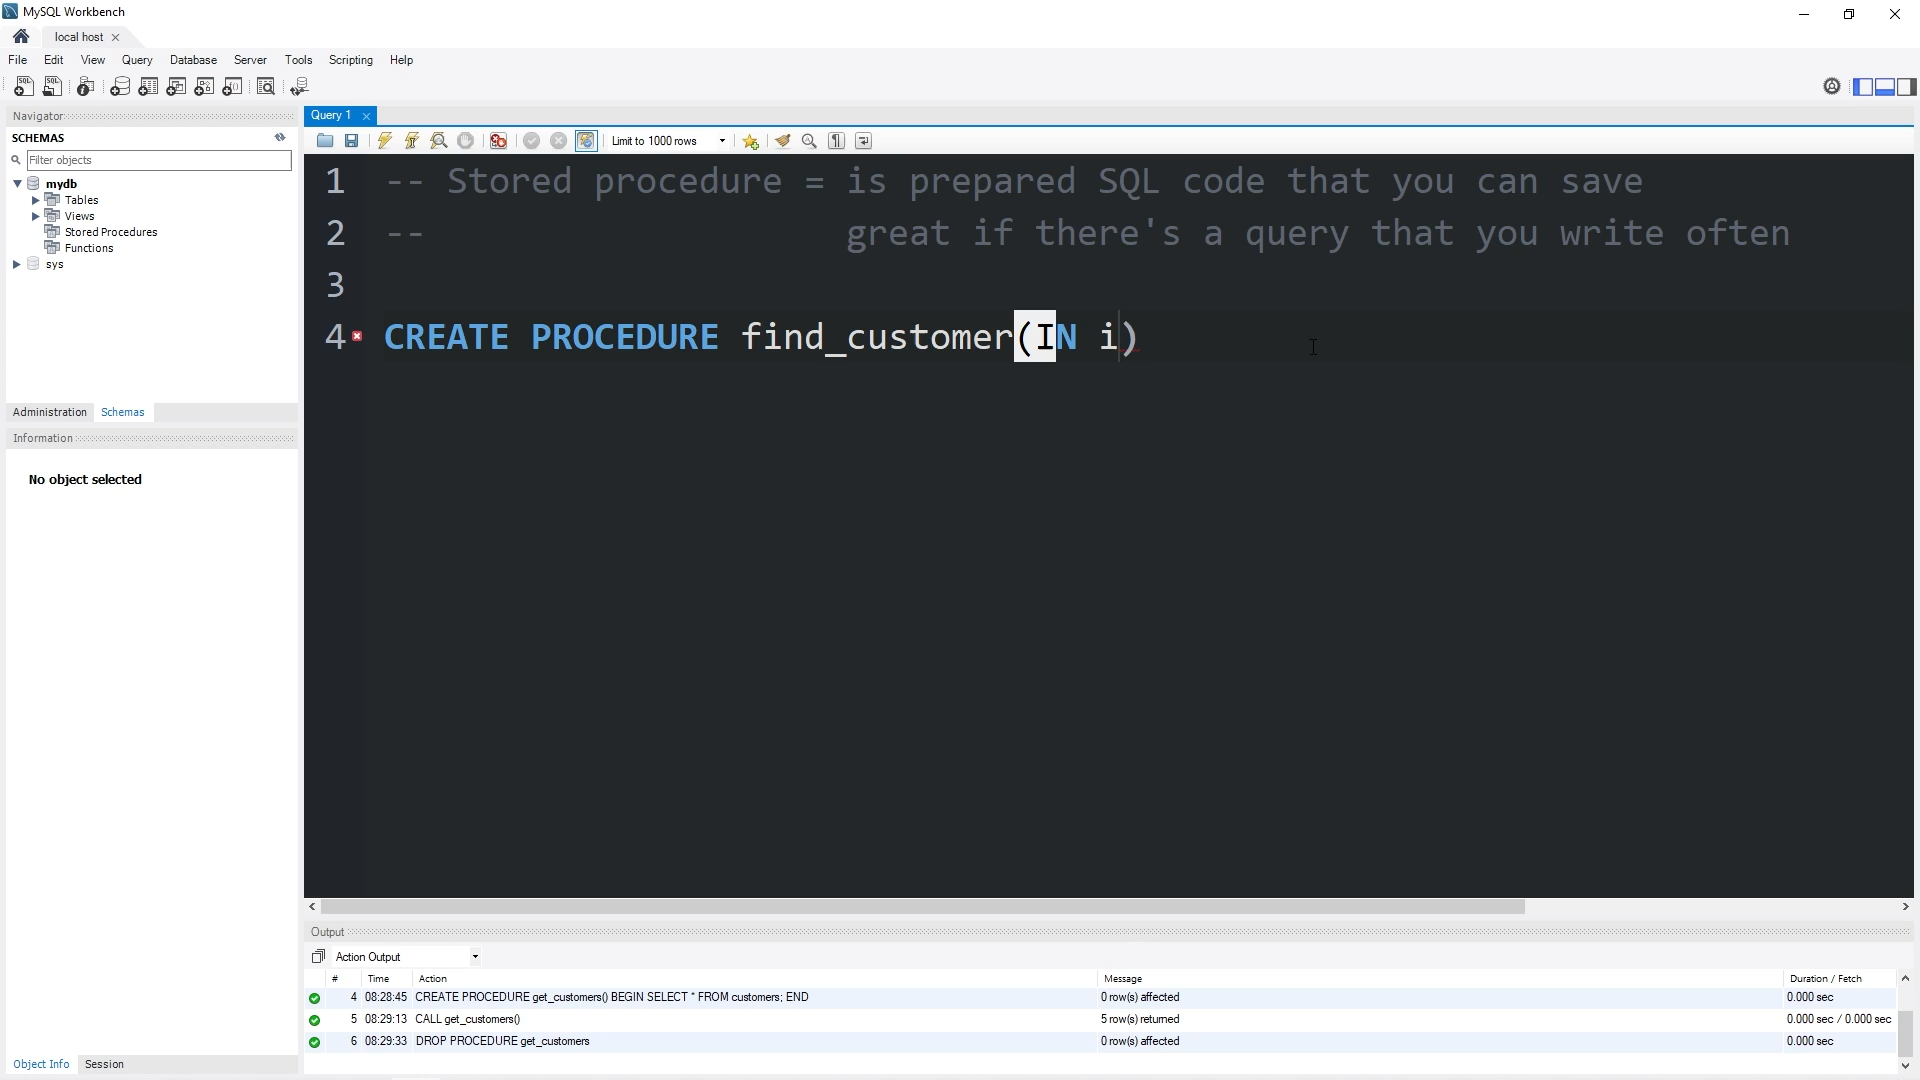 MySQL Workbench
local host
File Edit View Query Database Server Tools Scripting Help
Navigator
SCHEMAS
Filter objects
mydb
Tables
Views
Stored Procedures
Functions
sys
Administration Schemas
Information
No object selected
Object Info Session
Query 1
Limit to 1000 rows
1 -- Stored procedure = is prepared SQL code that you can save
2 -- great if there's a query that you write often
3
4 CREATE PROCEDURE find_customer(IN i)
Output
Action Output
# Time Action Message Duration / Fetch
4 08:28:45 CREATE PROCEDURE get_customers() BEGIN SELECT * FROM customers; END 0 row(s) affected 0.000 sec
5 08:29:13 CALL get_customers() 5 row(s) returned 0.000 sec / 0.000 sec
6 08:29:33 DROP PROCEDURE get_customers 0 row(s) affected 0.000 sec